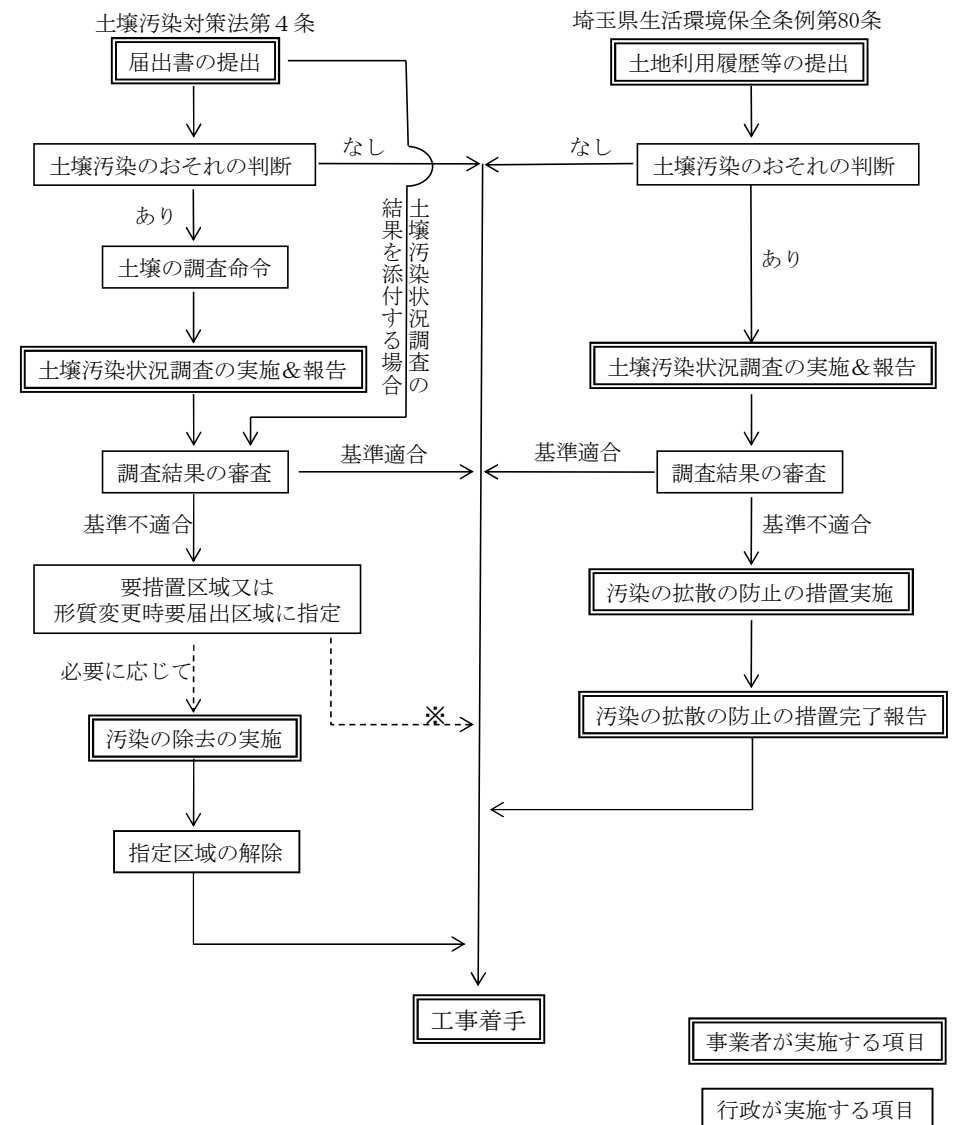 土壌汚染対策法第４条
届出書の提出
土壌汚染のおそれの判断
なし
あり
土壌の調査命令
土壌汚染状況調査の
結果を添付する場合
土壌汚染状況調査の実施&報告
調査結果の審査
基準適合
基準不適合
要措置区域又は
形質変更時要届出区域に指定
必要に応じて
※
汚染の除去の実施
指定区域の解除
埼玉県生活環境保全条例第80条
土地利用履歴等の提出
なし
土壌汚染のおそれの判断
あり
土壌汚染状況調査の実施&報告
基準適合
調査結果の審査
基準不適合
汚染の拡散の防止の措置実施
汚染の拡散の防止の措置完了報告
工事着手
事業者が実施する項目
行政が実施する項目